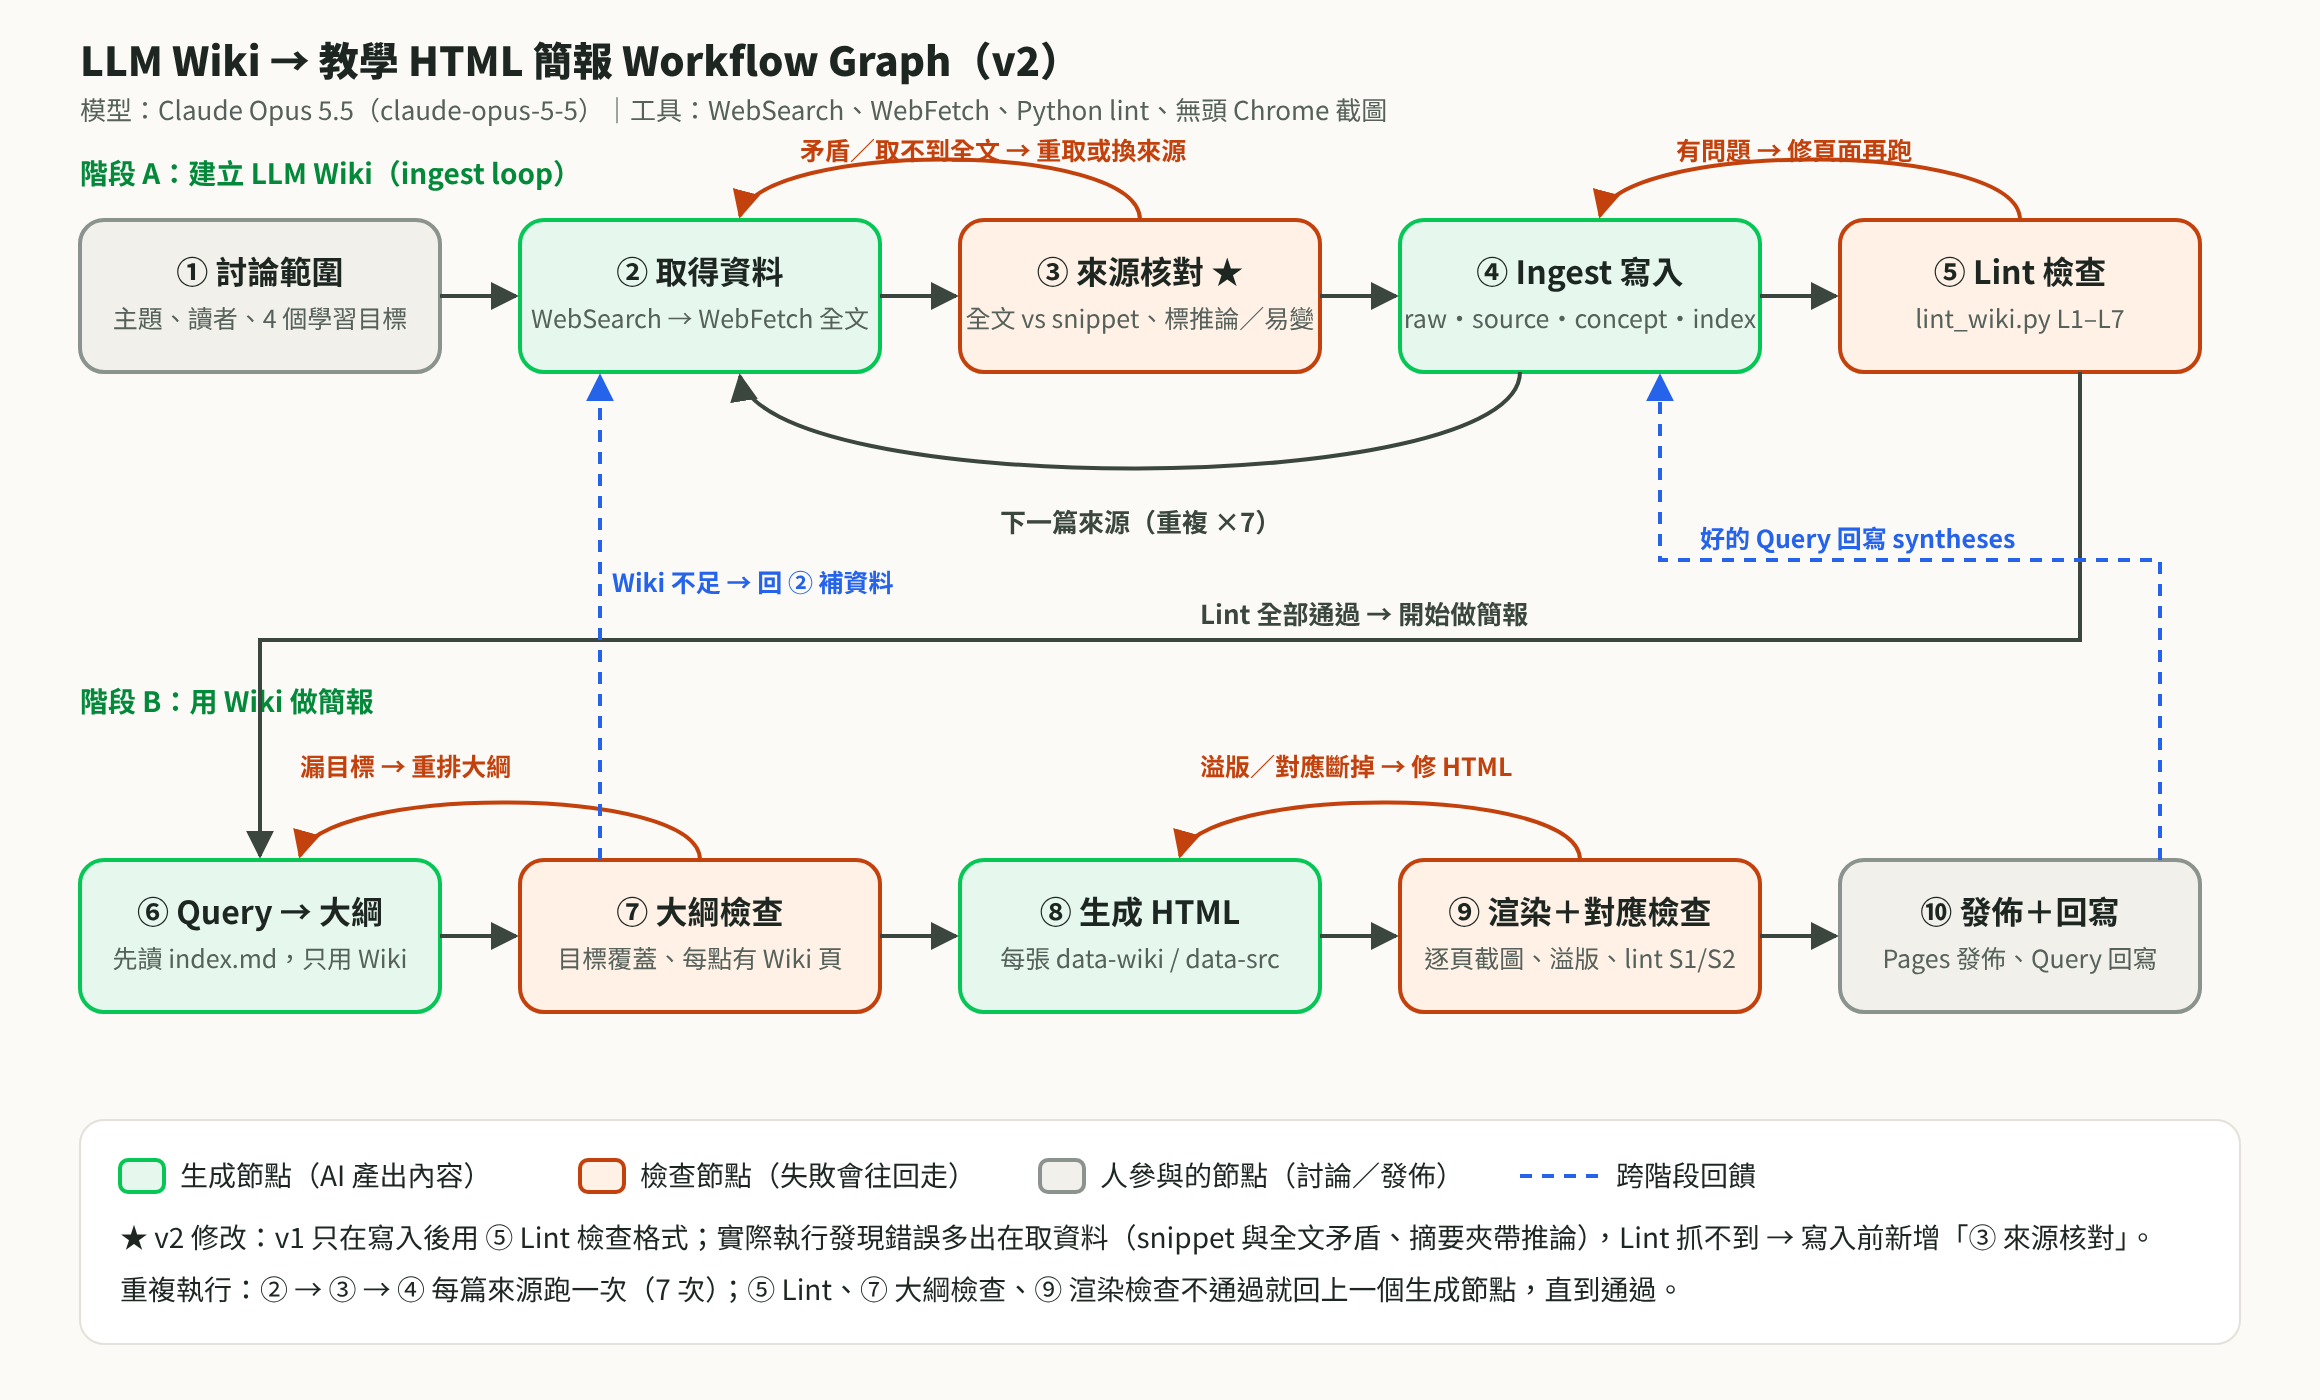 LLM Wiki → 教學 HTML 簡報 Workflow Graph（v2）
模型：Claude Opus 5.5（claude-opus-5-5）｜工具：WebSearch、WebFetch、Python lint、無頭 Chrome 截圖
階段 A：建立 LLM Wiki（ingest loop）
矛盾／取不到全文 → 重取或換來源
有問題 → 修頁面再跑
① 討論範圍
主題、讀者、4 個學習目標
② 取得資料
WebSearch → WebFetch 全文
③ 來源核對 ★
全文 vs snippet、標推論／易變
④ Ingest 寫入
raw・source・concept・index
⑤ Lint 檢查
lint_wiki.py L1–L7
下一篇來源（重複 ×7）
好的 Query 回寫 syntheses
Wiki 不足 → 回 ② 補資料
Lint 全部通過 → 開始做簡報
階段 B：用 Wiki 做簡報
漏目標 → 重排大綱
溢版／對應斷掉 → 修 HTML
⑥ Query → 大綱
先讀 index.md，只用 Wiki
⑦ 大綱檢查
目標覆蓋、每點有 Wiki 頁
⑧ 生成 HTML
每張 data-wiki / data-src
⑨ 渲染＋對應檢查
逐頁截圖、溢版、lint S1/S2
⑩ 發佈＋回寫
Pages 發佈、Query 回寫
生成節點（AI 產出內容）
檢查節點（失敗會往回走）
人參與的節點（討論／發佈）
跨階段回饋
★ v2 修改：v1 只在寫入後用 ⑤ Lint 檢查格式；實際執行發現錯誤多出在取資料（snippet 與全文矛盾、摘要夾帶推論），Lint 抓不到 → 寫入前新增「③ 來源核對」。
重複執行：② → ③ → ④ 每篇來源跑一次（7 次）；⑤ Lint、⑦ 大綱檢查、⑨ 渲染檢查不通過就回上一個生成節點，直到通過。